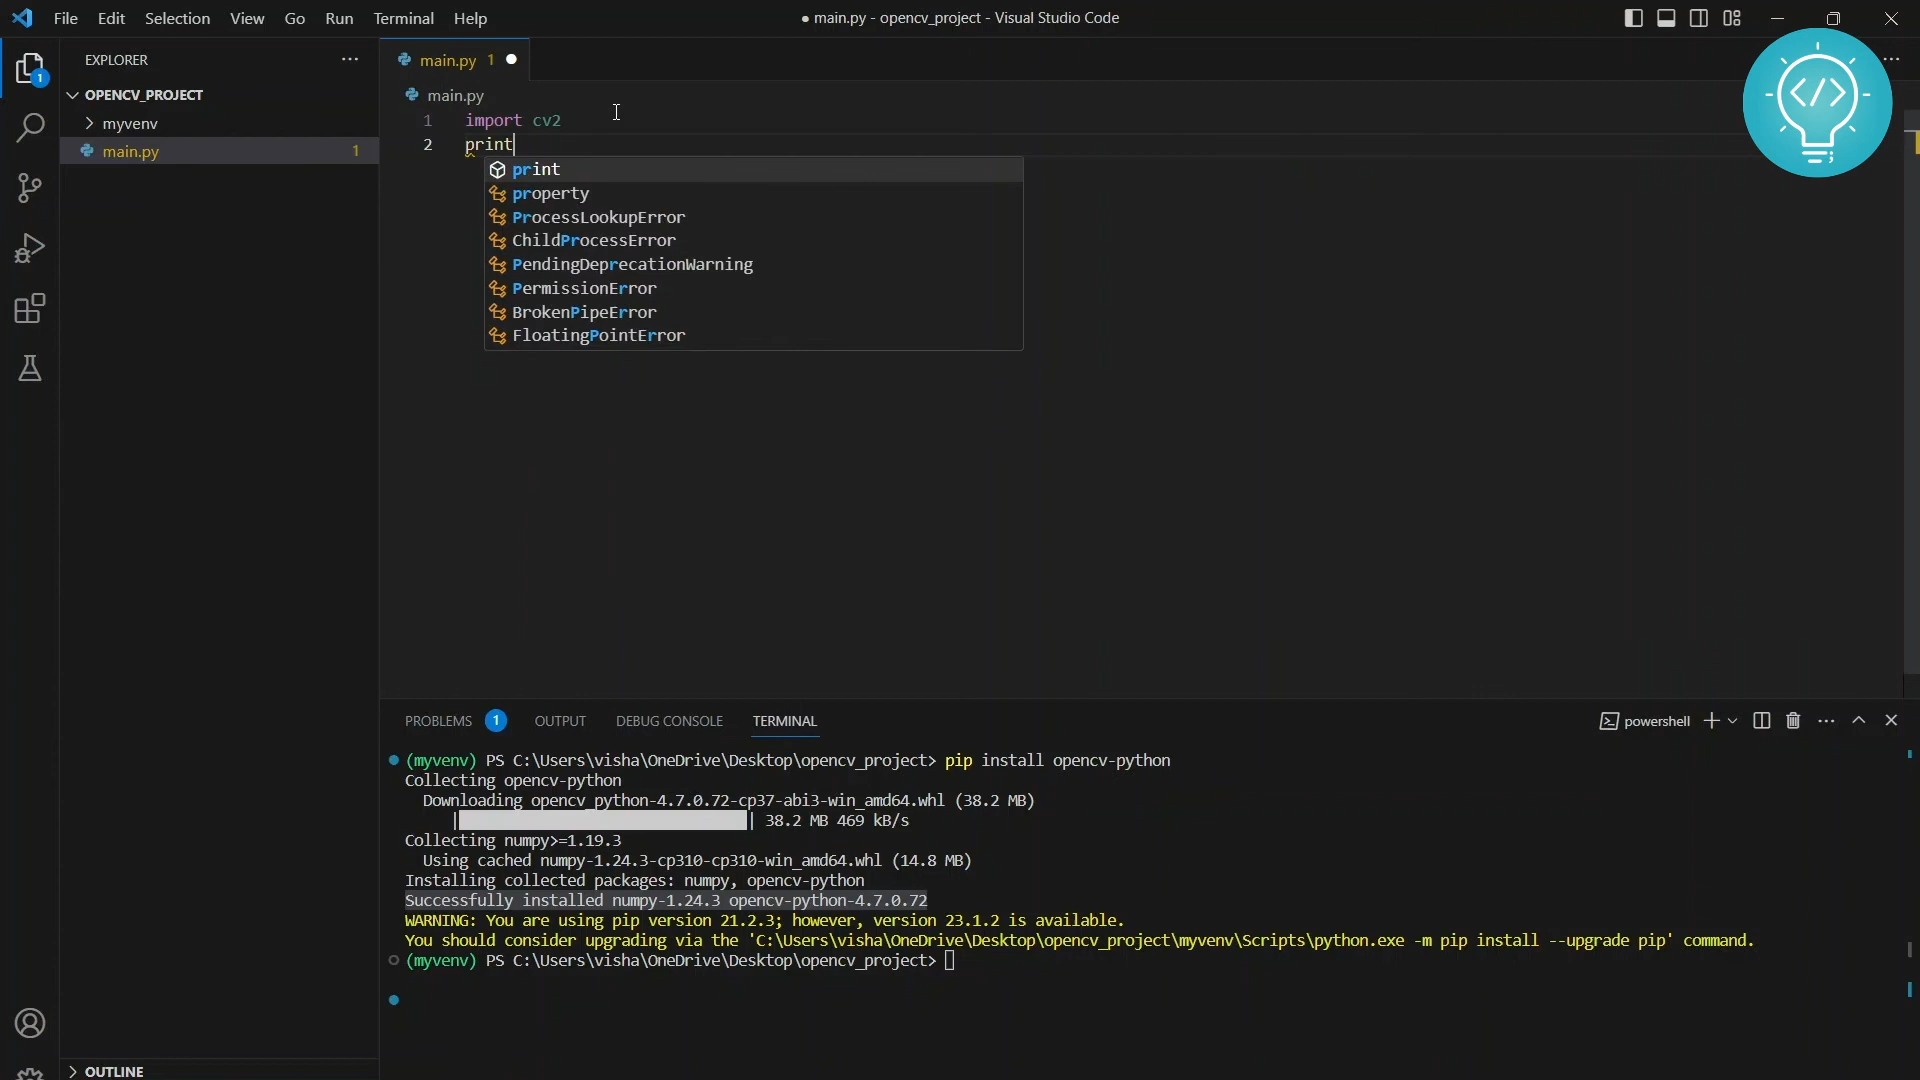 File Edit Selection View Go Run Terminal Help
● main.py - opencv_project - Visual Studio Code
EXPLORER
1
OPENCV_PROJECT
myvenv
main.py 1
OUTLINE
main.py 1
main.py
1 import cv2
2 print
print
property
ProcessLookupError
ChildProcessError
PendingDeprecationWarning
PermissionError
BrokenPipeError
FloatingPointError
</>
PROBLEMS 1 OUTPUT DEBUG CONSOLE TERMINAL
powershell
(myvenv) PS C:\Users\visha\OneDrive\Desktop\opencv_project> pip install opencv-python
Collecting opencv-python
Downloading opencv_python-4.7.0.72-cp37-abi3-win_amd64.whl (38.2 MB)
| | 38.2 MB 469 kB/s
Collecting numpy>=1.19.3
Using cached numpy-1.24.3-cp310-cp310-win_amd64.whl (14.8 MB)
Installing collected packages: numpy, opencv-python
Successfully installed numpy-1.24.3 opencv-python-4.7.0.72
WARNING: You are using pip version 21.2.3; however, version 23.1.2 is available.
You should consider upgrading via the 'C:\Users\visha\OneDrive\Desktop\opencv_project\myvenv\Scripts\python.exe -m pip install --upgrade pip' command.
(myvenv) PS C:\Users\visha\OneDrive\Desktop\opencv_project>